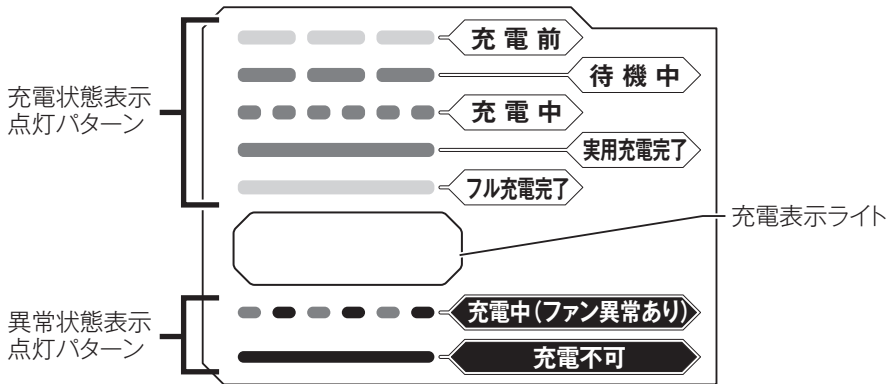 充電前
待機中
充電状態表示
点灯パターン
充電中
実用充電完了
フル充電完了
充電表示ライト
異常状態表示
点灯パターン
充電中(ファン異常あり)
充電不可